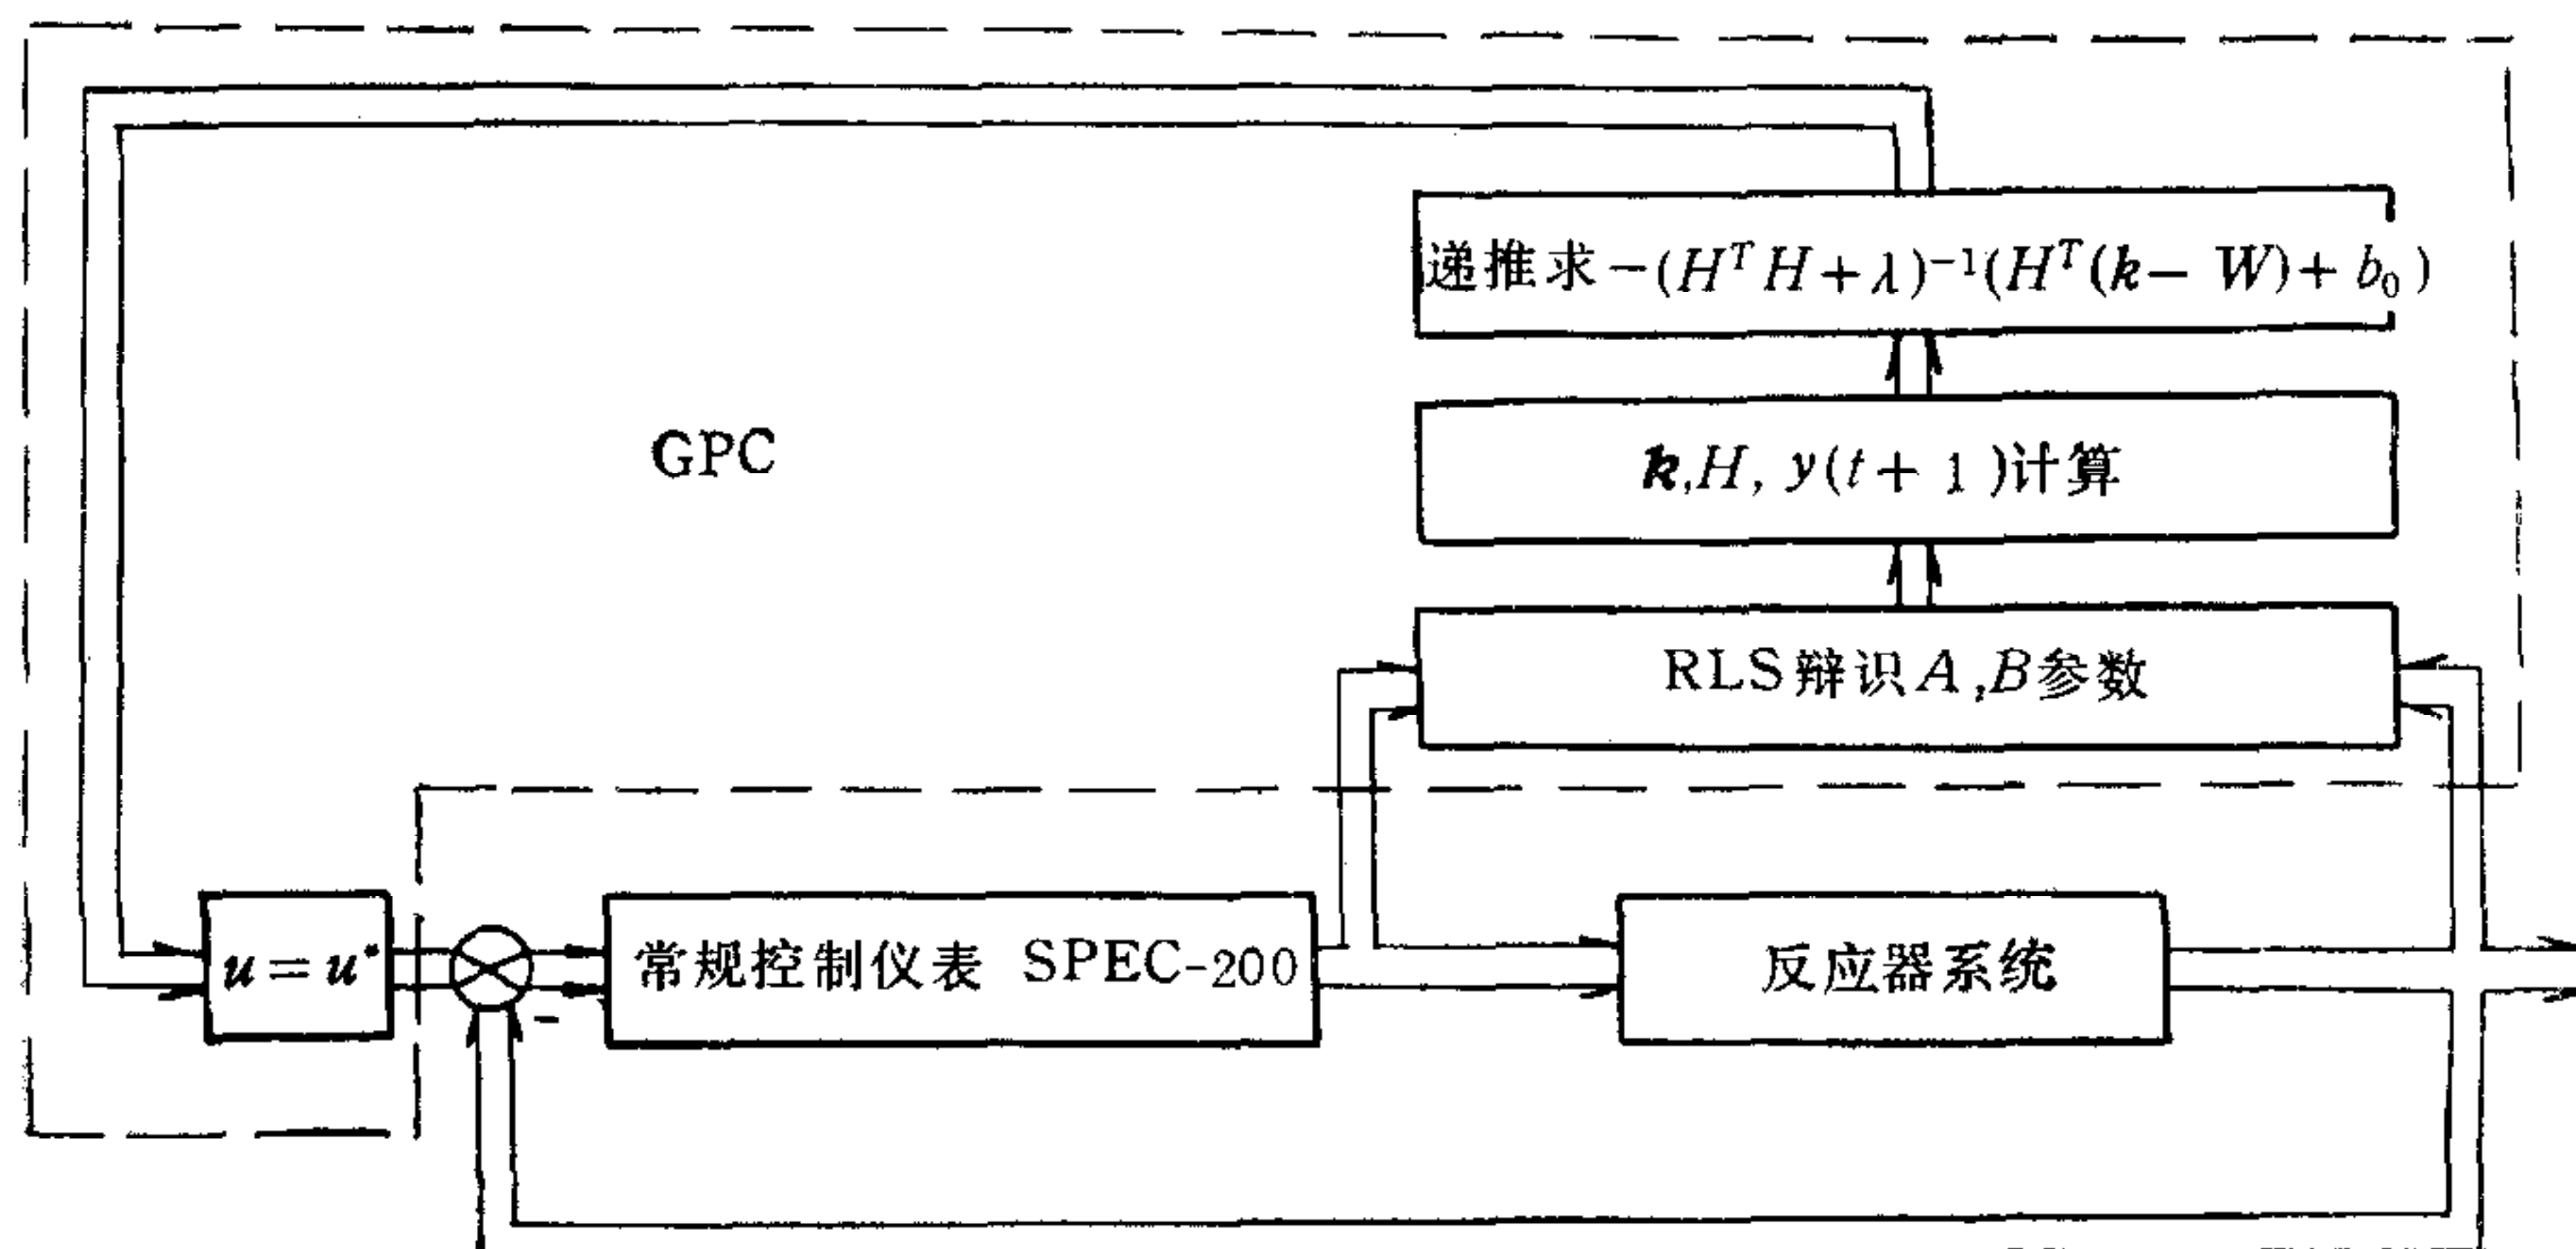 递推求-(H^T H+λ)^{-1}(H^T(k-W)+b_0)
GPC
k,H, y(t+1)计算
RLS辩识A,B参数
u=u*
常规控制仪表 SPEC-200
反应器系统
-